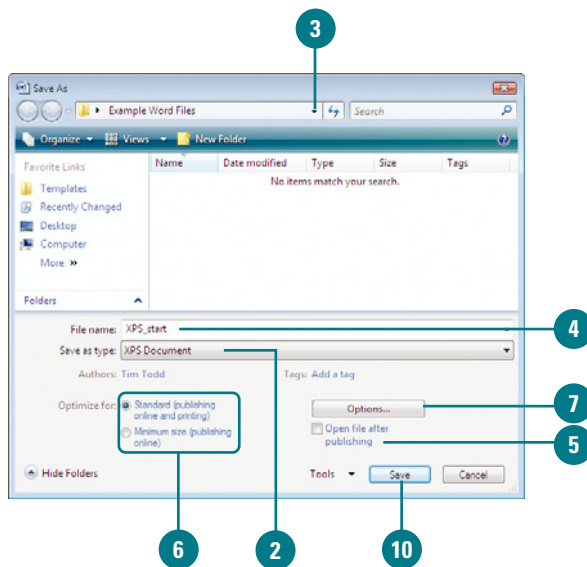 3
Save As
Example Word Files
Search
Organize
Views
New Folder
Favorite Links
Name
Date modified
Type
Size
Tags
Templates
Recently Changed
Desktop
Computer
More »
No items match your search.
Folders
File name: XPS_start
4
Save as type: XPS Document
Authors: Tim Todd
Tags: Add a tag
Optimize for:
Standard (publishing
online and printing)
Minimum size (publishing
online)
Options...
7
Open file after
publishing
5
Hide Folders
Tools
Save
Cancel
6
2
10